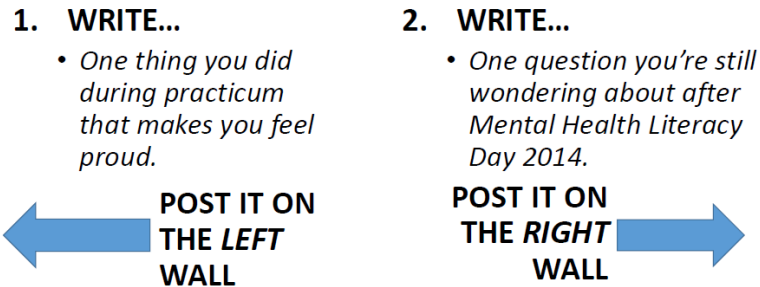 1. WRITE...
• One thing you did
during practicum
that makes you feel
proud.
POST IT ON
THE LEFT
WALL
2. WRITE...
• One question you’re still
wondering about after
Mental Health Literacy
Day 2014.
POST IT ON
THE RIGHT
WALL